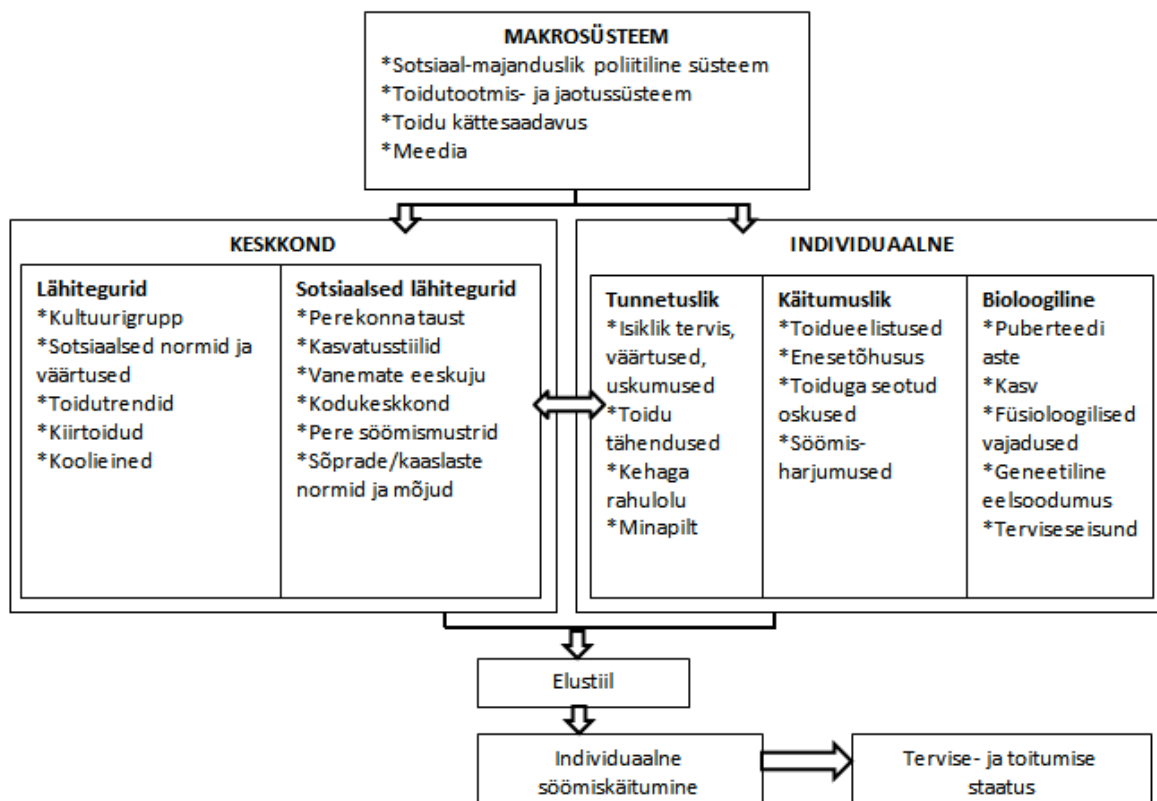 MAKROSÜSTEEM
*Sotsiaal-majanduslik poliitiline süsteem
*Toidutootmis- ja jaotussüsteem
*Toidu kättesaadavus
*Meedia
KESKKOND
Lähitegurid
*Kultuurigrupp
*Sotsiaalsed normid ja
väärtused
*Toidutrendid
*Kiirtoidud
*Koolieined
Sotsiaalsed lähitegurid
*Perekonnataust
*Kasvatusstiilid
*Vanemate eeskuju
*Kodukeskkond
*Pere söömismustrid
*Sõprade/kaaslaste
normid ja mõjud
INDIVIDUAALNE
Tunnetuslik
*Isiklik tervis,
väärtused,
uskumused
*Toidu
tähendused
*Kehaga
rahulolu
*Minapilt
Käitumuslik
*Toidueelistused
*Enesetõhusus
*Toiduga seotud
oskused
*Söömis-
harjumused
Bioloogiline
*Puberteedi
aste
*Kasv
*Füsioloogilised
vajadused
*Geneetiline
eelsoodumus
*Terviseseisund
Elustiil
Individuaalne
söömiskäitumine
Tervise- ja toitumise
staatus